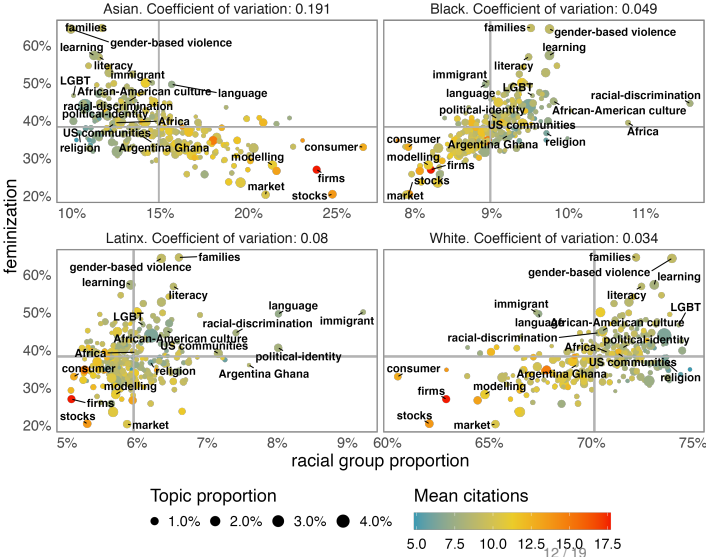 Asian. Coefficient of variation: 0.191
Black. Coefficient of variation: 0.049
families
gender-based violence
learning
literacy
immigrant
LGBT
African-American culture
language
racial-discrimination
political-identity
Africa
US communities
religion
Argentina Ghana
consumer
modelling
firms
market
stocks
60%
50%
40%
30%
20%
10%
15%
20%
25%
families
gender-based violence
learning
literacy
immigrant
LGBT
language
racial-discrimination
political-identity
African-American culture
US communities
Africa
consumer
Argentina Ghana
religion
modelling
firms
stocks
market
8%
9%
10%
11%
feminization
Latinx. Coefficient of variation: 0.08
White. Coefficient of variation: 0.034
families
gender-based violence
learning
literacy
language
LGBT
racial-discrimination
immigrant
African-American culture
US communities
Africa
political-identity
consumer
religion
Argentina Ghana
modelling
firms
stocks
market
60%
50%
40%
30%
20%
5%
6%
7%
8%
9%
families
gender-based violence
learning
literacy
immigrant
LGBT
language
African-American culture
racial-discrimination
political-identity
Africa
US communities
consumer
Argentina Ghana
religion
firms
modelling
stocks
market
60%
65%
70%
75%
racial group proportion
Topic proportion
1.0%
2.0%
3.0%
4.0%
Mean citations
5.0
7.5
10.0
12.5
15.0
17.5
12 / 19